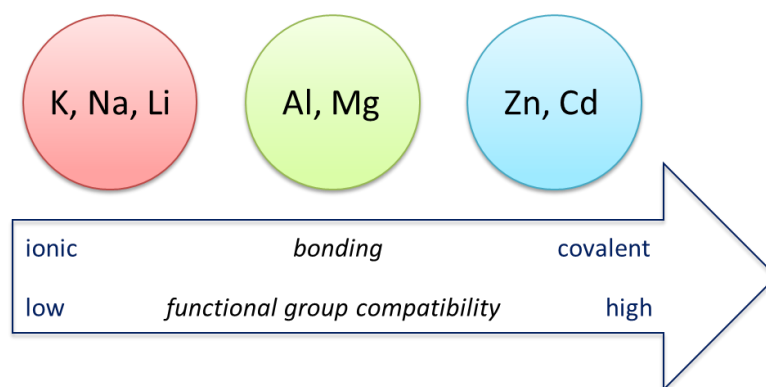 K, Na, Li
Al, Mg
Zn, Cd
ionic bonding covalent
low functional group compatibility high